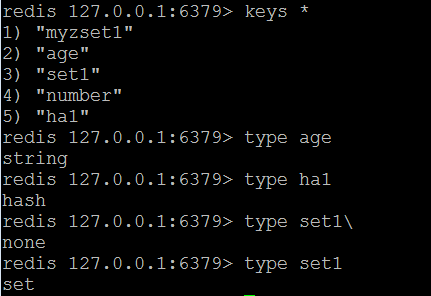 redis 127.0.0.1:6379> keys *
1) "myzset1"
2) "age"
3) "set1"
4) "number"
5) "ha1"
redis 127.0.0.1:6379> type age
string
redis 127.0.0.1:6379> type ha1
hash
redis 127.0.0.1:6379> type set1\
none
redis 127.0.0.1:6379> type set1
set